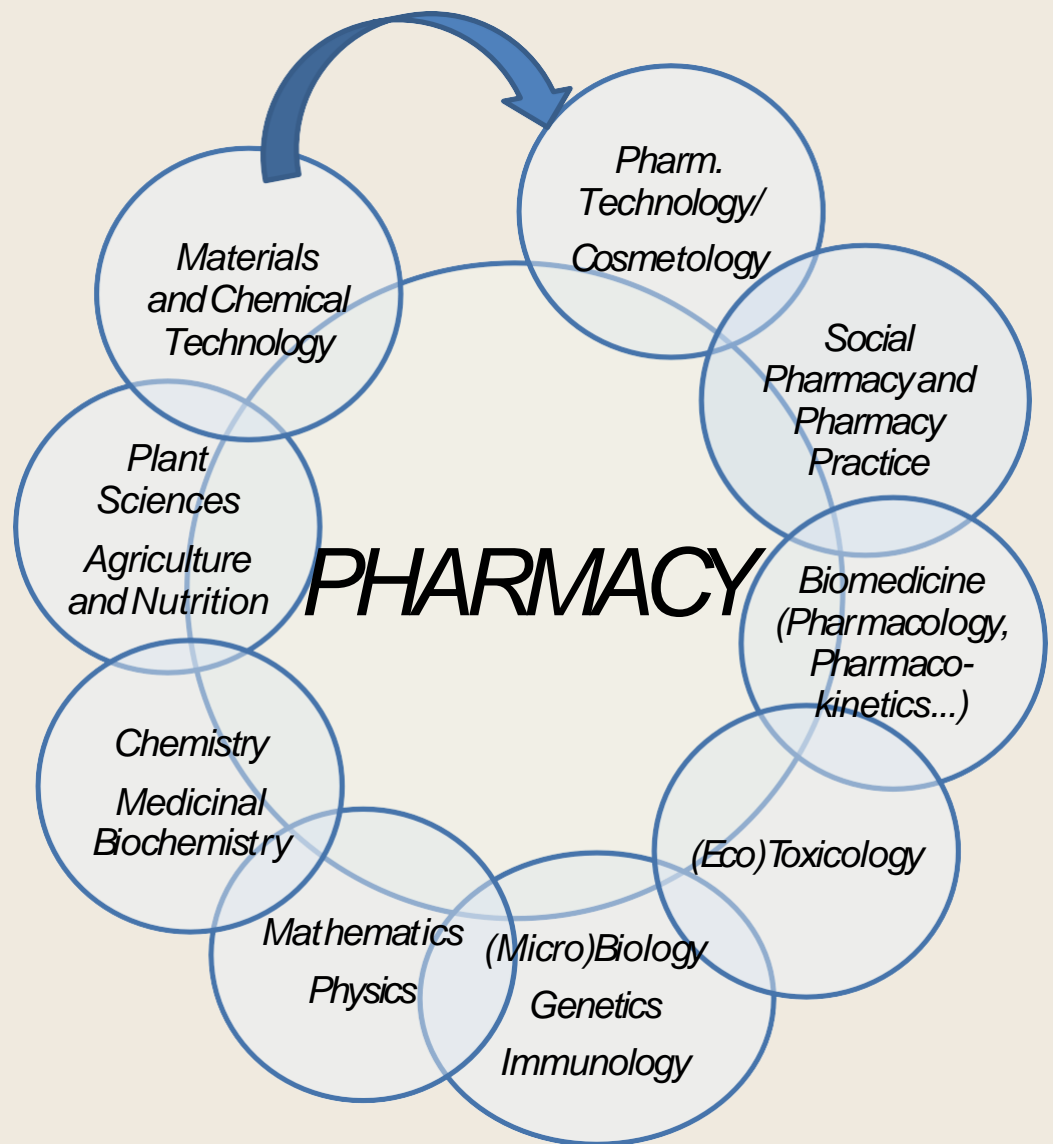 PHARMACY
Pharm.
Technology/
Cosmetology
Social
Pharmacy and
Pharmacy
Practice
Biomedicine
(Pharmacology,
Pharmaco-
kinetics...)
(Eco)Toxicology
(Micro)Biology
Genetics
Immunology
Mathematics
Physics
Chemistry
Medicinal
Biochemistry
Plant
Sciences
Agriculture
and Nutrition
Materials
and Chemical
Technology